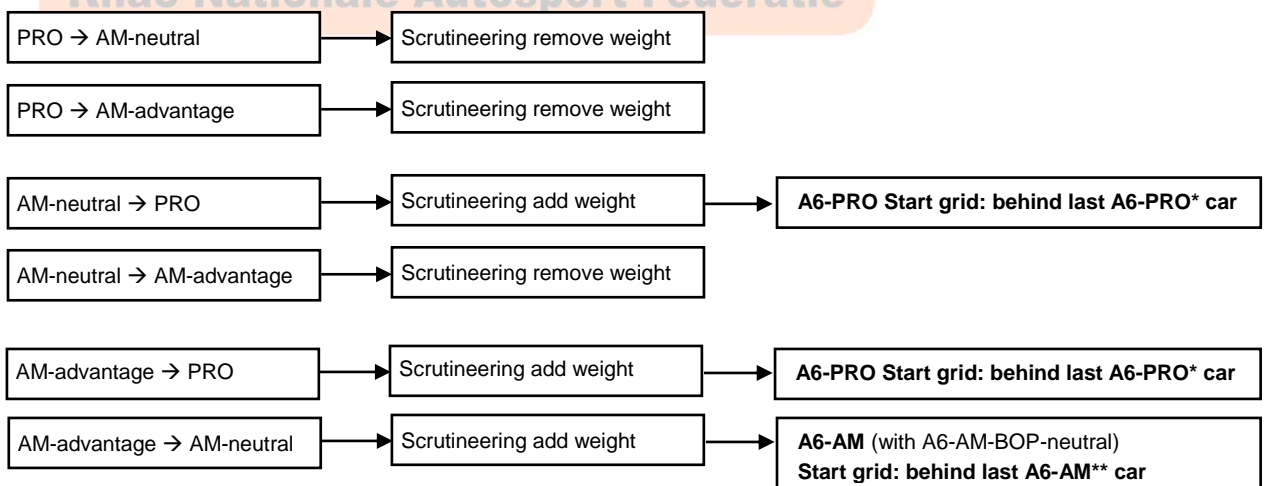 Nationale Autosport Federatie
PRO → AM-neutral Scrutineering remove weight
PRO → AM-advantage Scrutineering remove weight
AM-neutral → PRO Scrutineering add weight A6-PRO Start grid: behind last A6-PRO* car
AM-neutral → AM-advantage Scrutineering remove weight
AM-advantage → PRO Scrutineering add weight A6-PRO Start grid: behind last A6-PRO* car
AM-advantage → AM-neutral Scrutineering add weight A6-AM (with A6-AM-BOP-neutral)
Start grid: behind last A6-AM** car